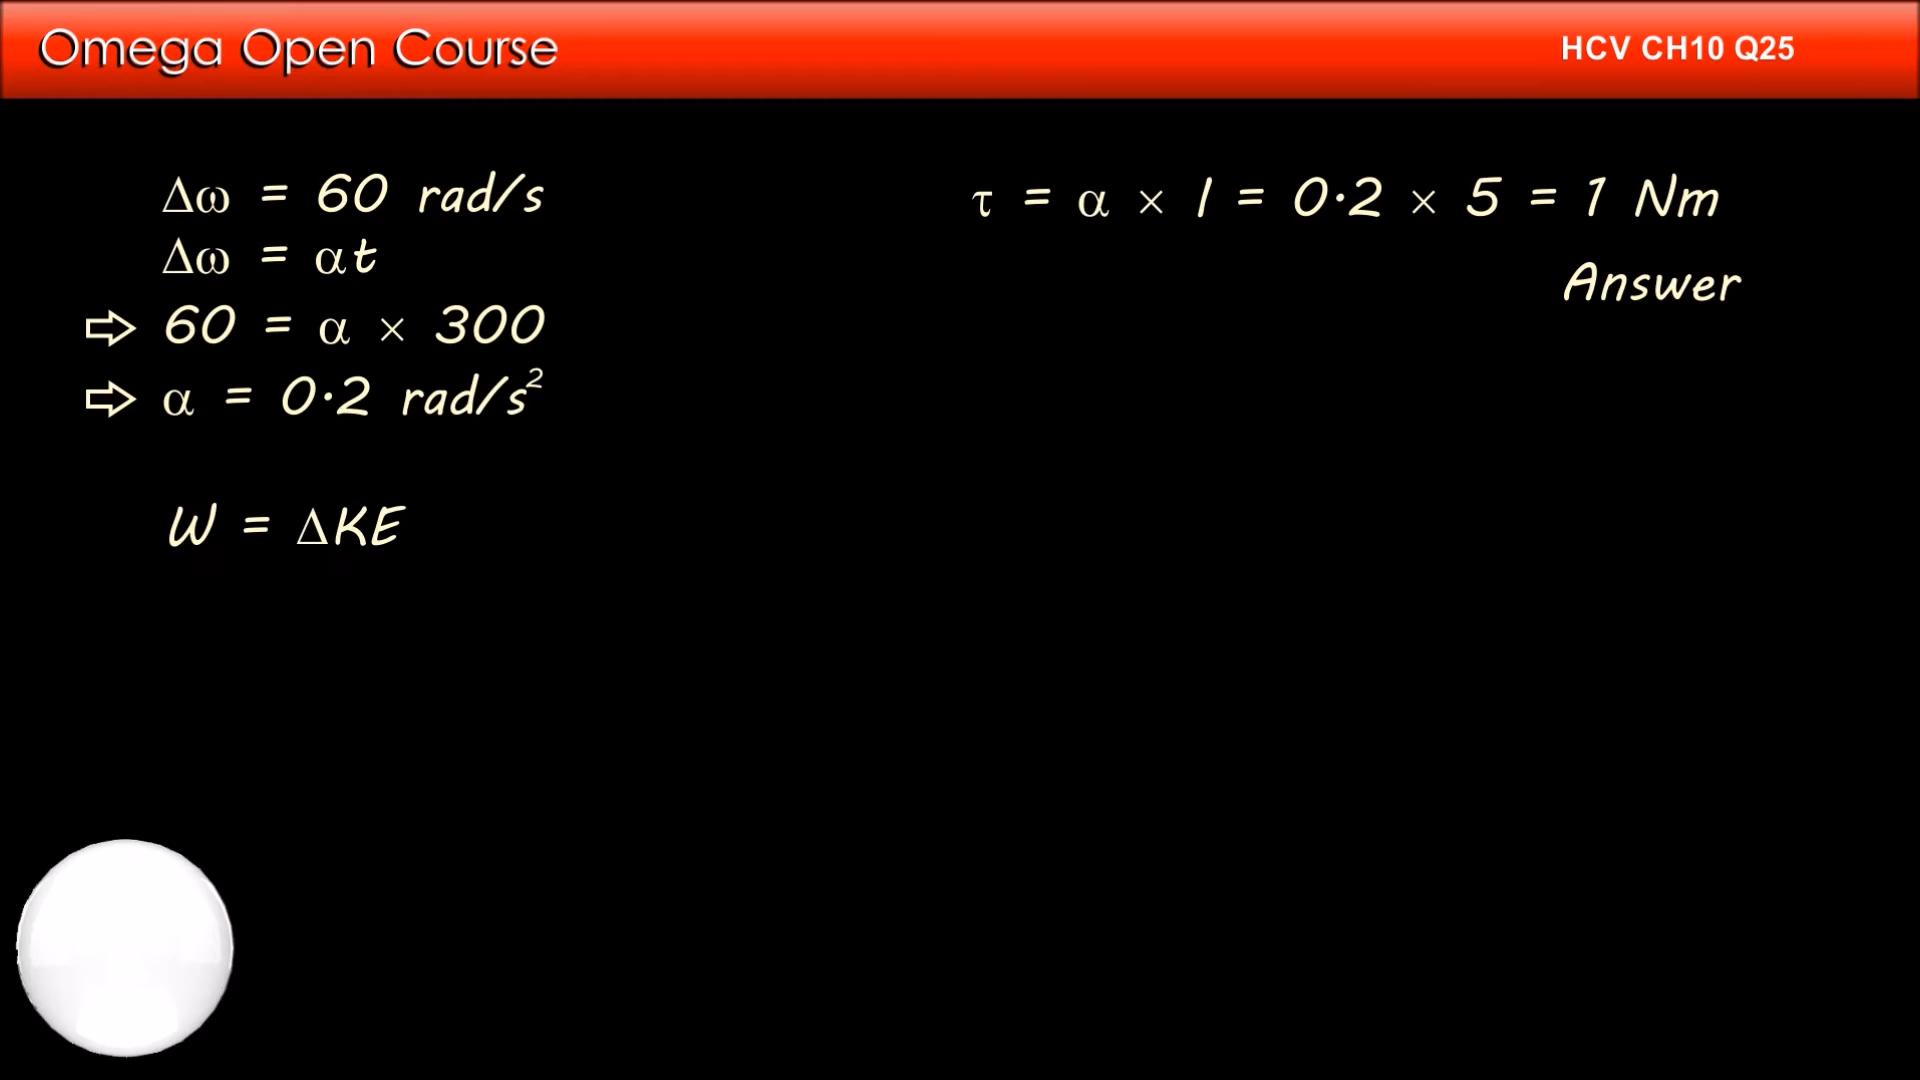 Omega Open Course
HCV CH10 Q25
Δω = 60 rad/s
Δω = αt
⇨ 60 = α × 300
⇨ α = 0·2 rad/s²
W = ΔKE
τ = α × I = 0·2 × 5 = 1 Nm
Answer